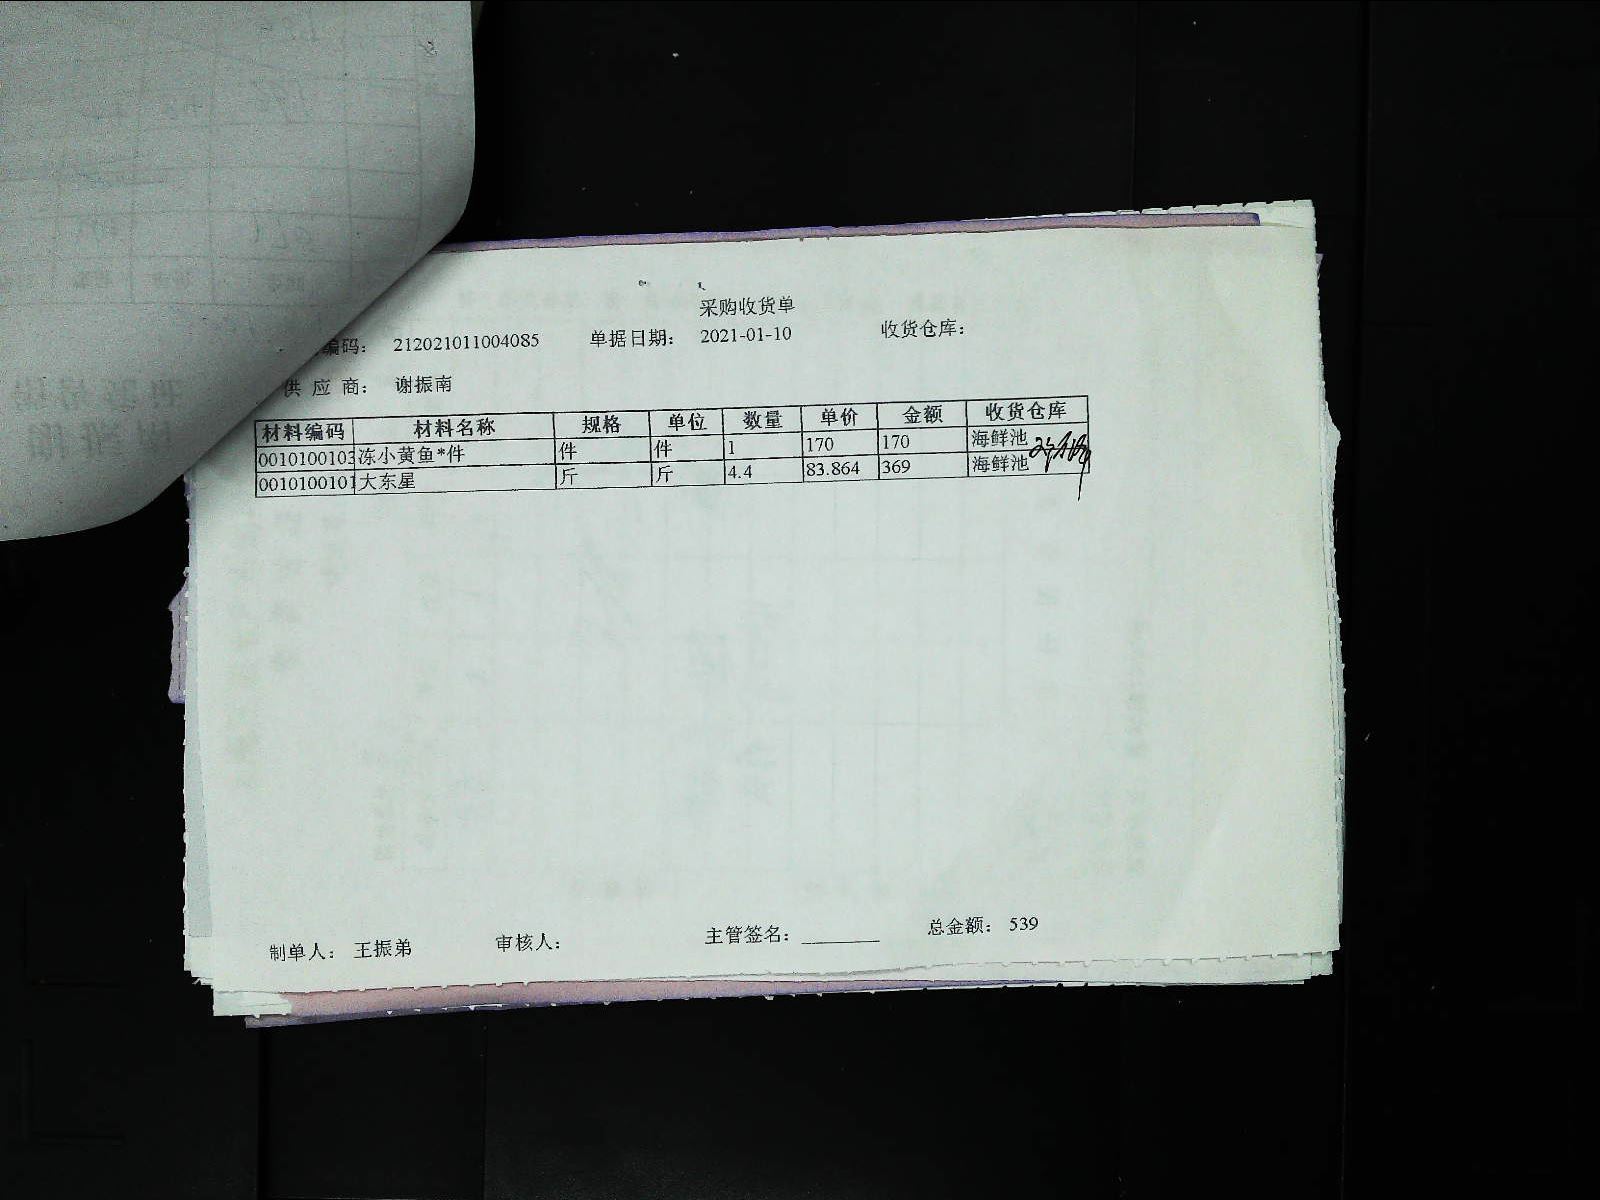 采购收货单
编码： 212021011004085 单据日期： 2021-01-10 收货仓库：
供 应 商： 谢振南
材料编码 材料名称 规格 单位 数量 单价 金额 收货仓库
0010100103 冻小黄鱼*件 件 件 1 170 170 海鲜池
0010100101 大东星 斤 斤 4.4 83.864 369 海鲜池
制单人： 王振弟 审核人： 主管签名： ________ 总金额： 539